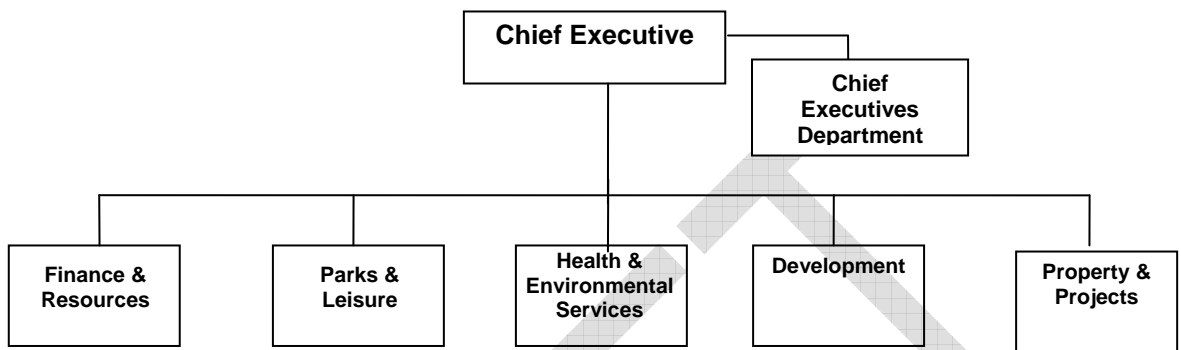 Chief Executive
Chief
Executives
Department
Finance &
Resources
Parks &
Leisure
Health &
Environmental
Services
Development
Property &
Projects